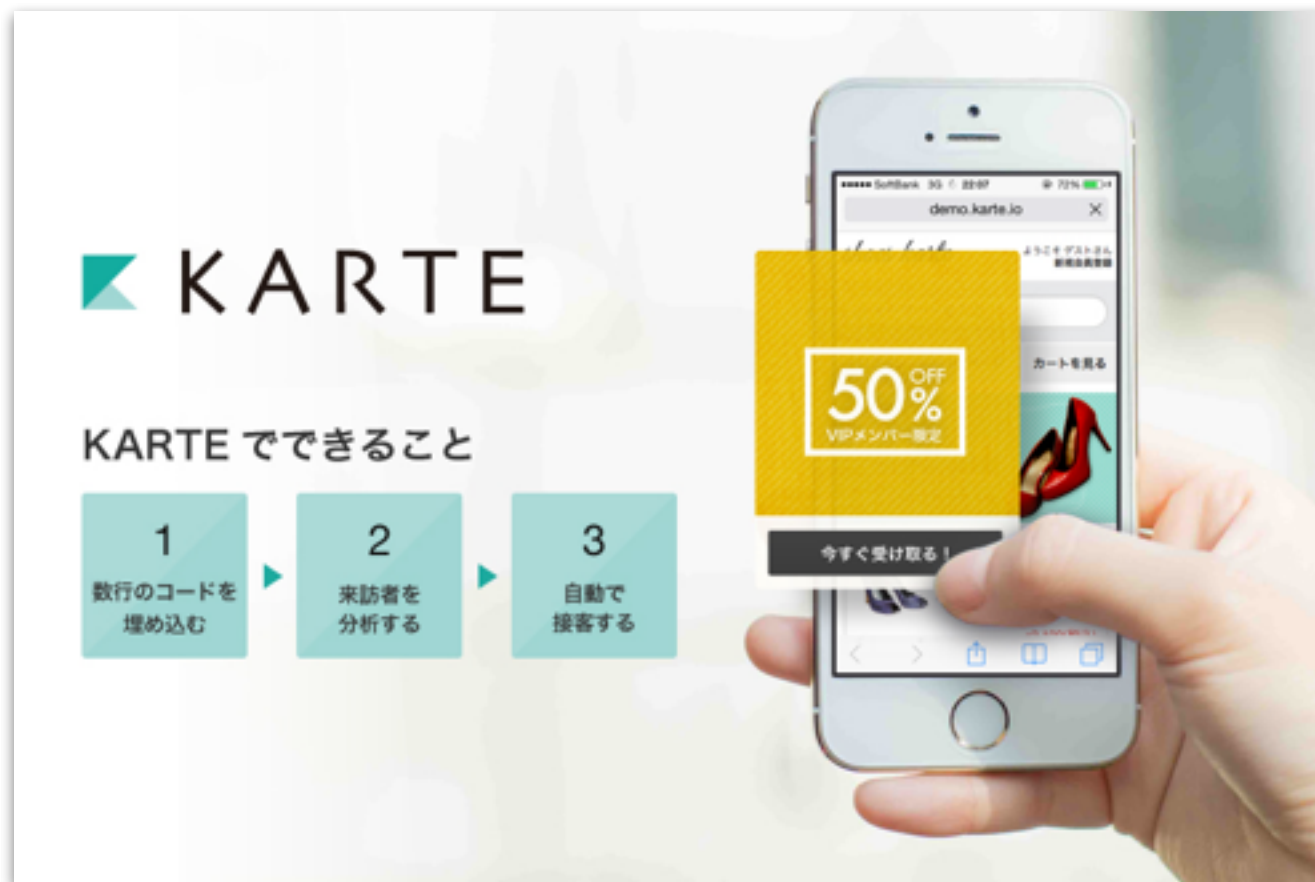 KARTE
KARTE でできること
1
数行のコードを
埋め込む
2
来訪者を
分析する
3
自動で
接客する
SoftBank 3G 22:07 72%
demo.karte.io
ようこそ ゲストさん
新規会員登録
カートを見る
50% OFF
VIPメンバー限定
今すぐ受け取る！